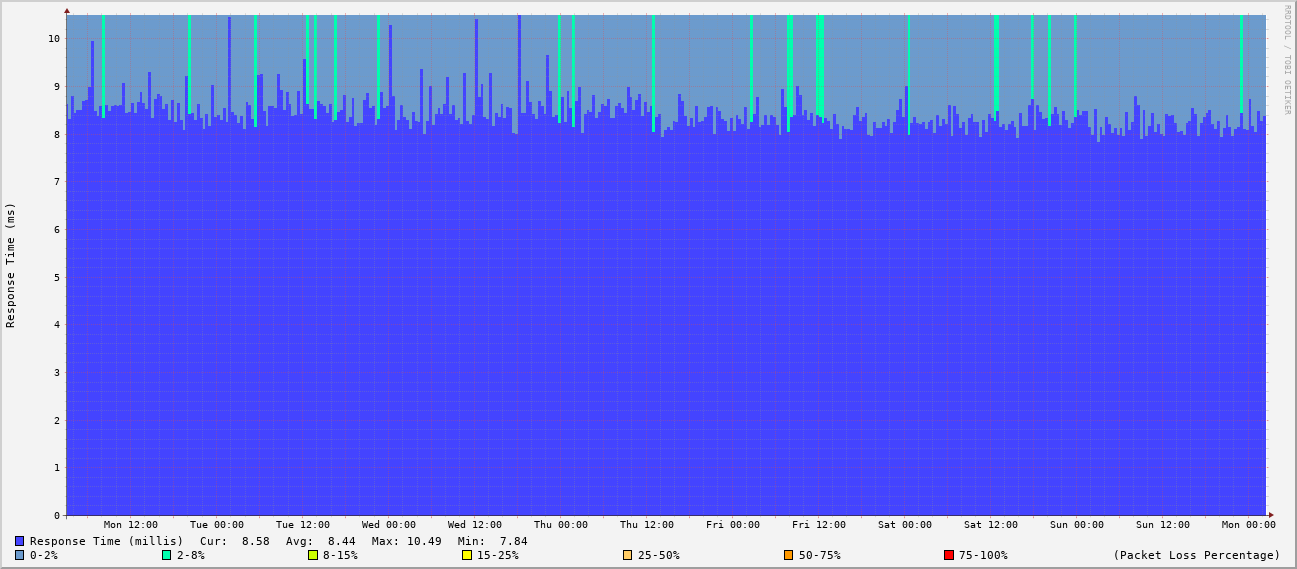 RRDTOOL / TOBI OETIKER
Response Time (ms)
10
9
8
7
6
5
4
3
2
1
0
Mon 12:00 Tue 00:00 Tue 12:00 Wed 00:00 Wed 12:00 Thu 00:00 Thu 12:00 Fri 00:00 Fri 12:00 Sat 00:00 Sat 12:00 Sun 00:00 Sun 12:00 Mon 00:00
Response Time (millis) Cur: 8.58 Avg: 8.44 Max: 10.49 Min: 7.84
0-2% 2-8% 8-15% 15-25% 25-50% 50-75% 75-100% (Packet Loss Percentage)